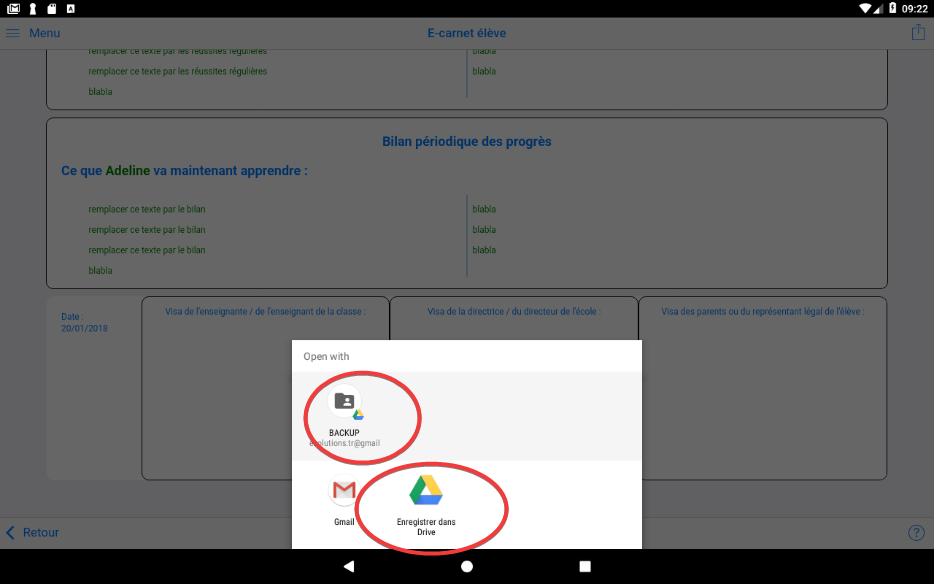 09:22
Menu
E-carnet élève
remplacer ce texte par les réussites régulières
blabla
remplacer ce texte par les réussites régulières
blabla
blabla
Bilan périodique des progrès
Ce que Adeline va maintenant apprendre :
remplacer ce texte par le bilan
blabla
remplacer ce texte par le bilan
blabla
remplacer ce texte par le bilan
blabla
blabla
Date :
20/01/2018
Visa de l'enseignante / de l'enseignant de la classe :
Visa de la directrice / du directeur de l'école :
Visa des parents ou du représentant légal de l'élève :
Open with
BACKUP
esolutions.tr@gmail
Gmail
Enregistrer dans
Drive
Retour